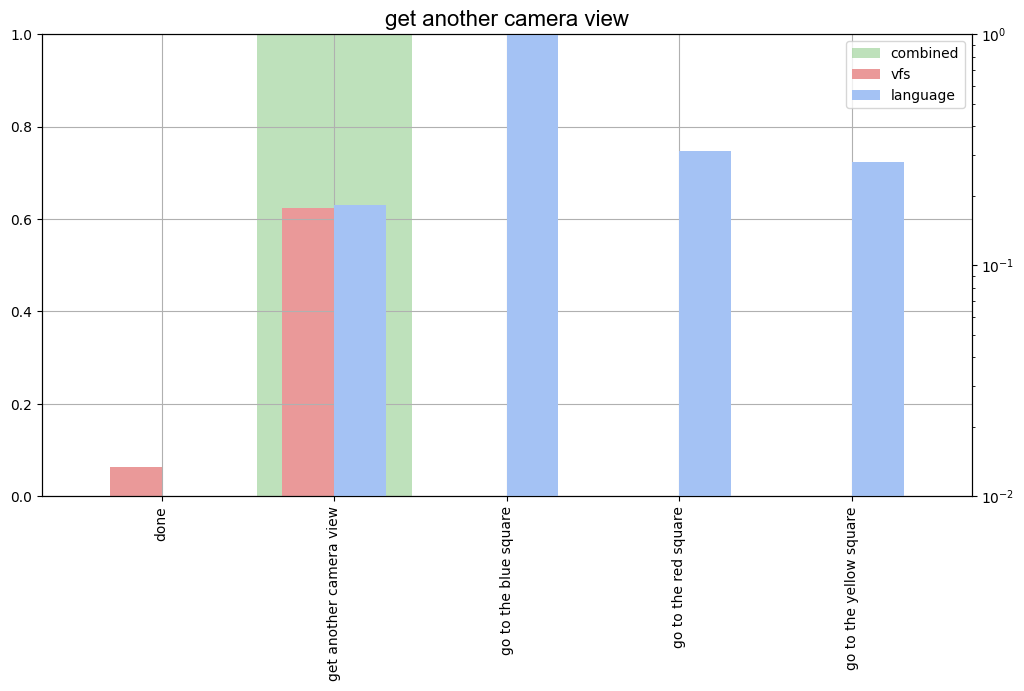 get another camera view
1.0
0.8
0.6
0.4
0.2
0.0
10⁰
10⁻¹
10⁻²
combined
vfs
language
done
get another camera view
go to the blue square
go to the red square
go to the yellow square